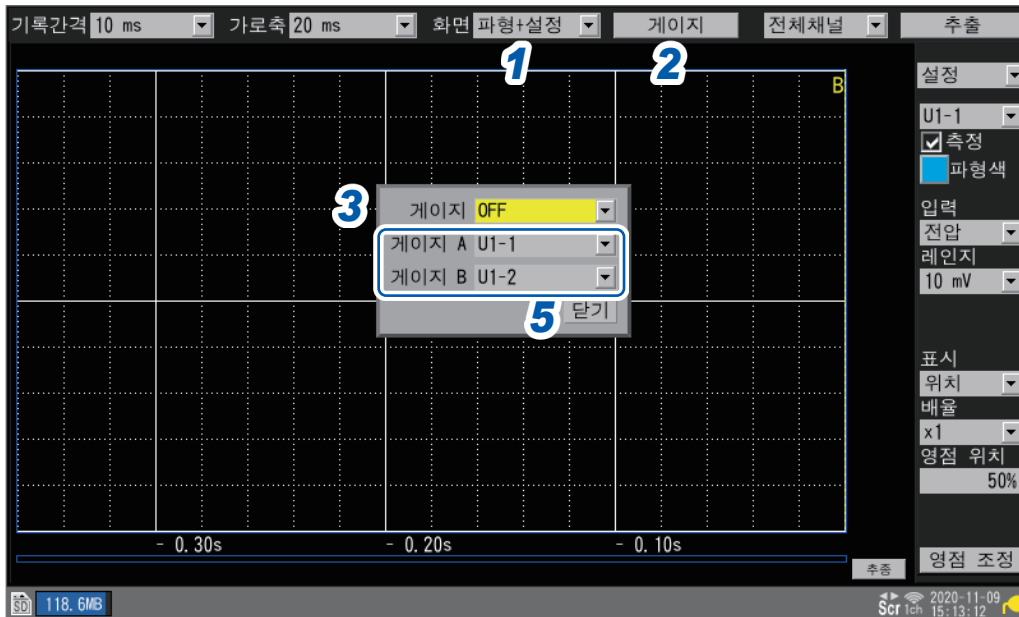 기록간격 10 ms 가로축 20 ms 화면 파형+설정 게이지 전체채널 추출
1 2
B
설정
U1-1
측정
파형색
입력
전압
레인지
10 mV
3
게이지 OFF
게이지 A U1-1
게이지 B U1-2
5 닫기
표시
위치
배율
x1
영점 위치
50%
영점 조정
- 0.30s - 0.20s - 0.10s
추종
SD 118.6MB
Scr 1ch 2020-11-09
15:13:12